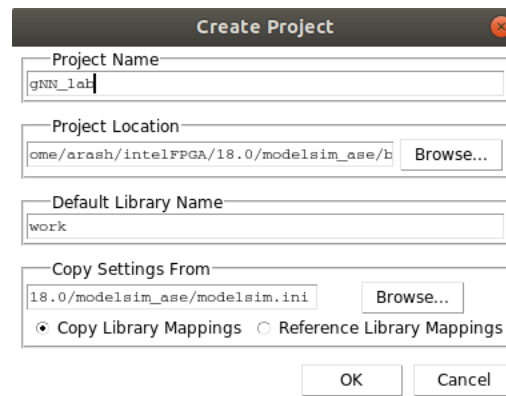 Create Project
Project Name
gNN_lab
Project Location
ome/arash/intelFPGA/18.0/modelsim_ase/b
Browse...
Default Library Name
work
Copy Settings From
18.0/modelsim_ase/modelsim.ini
Browse...
Copy Library Mappings
Reference Library Mappings
OK
Cancel